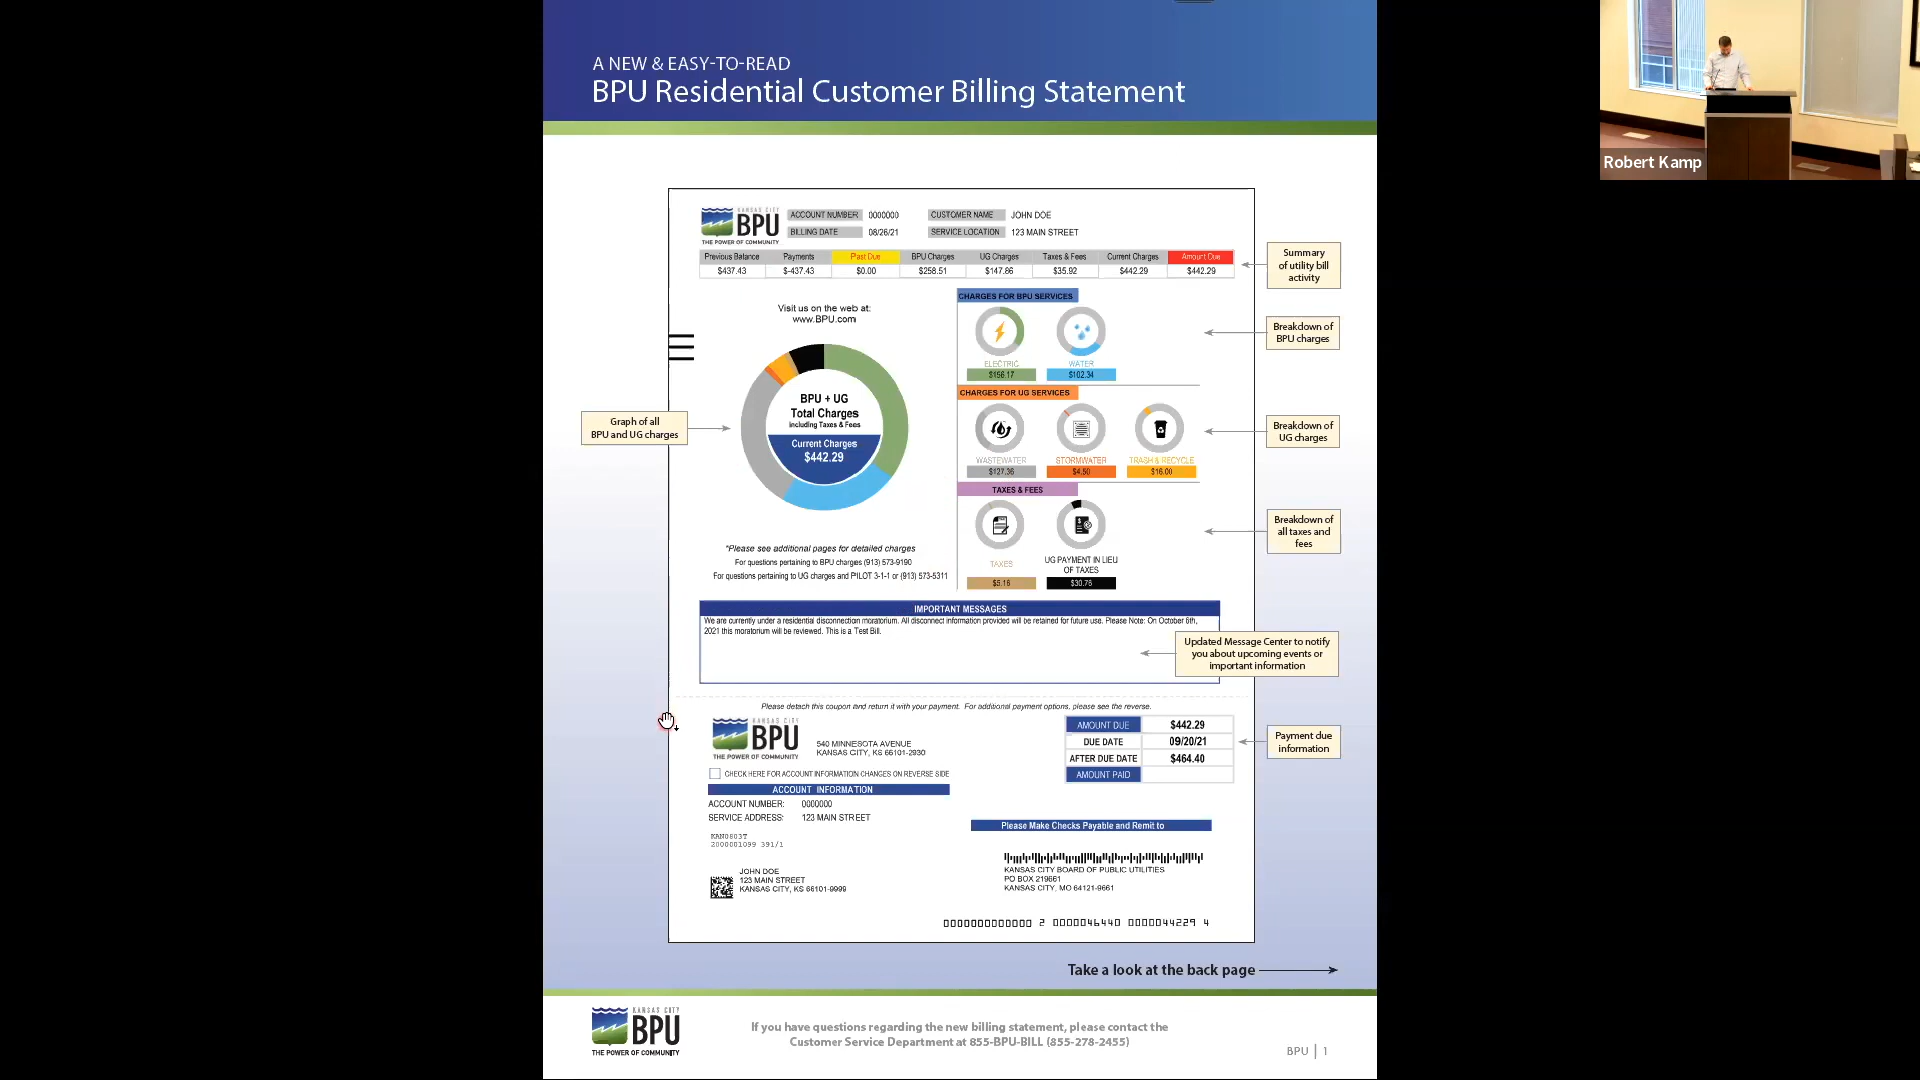 A NEW & EASY-TO-READ
BPU Residential Customer Billing Statement
Robert Kamp
KANSAS CITY
BPU
THE POWER OF COMMUNITY
ACCOUNT NUMBER 0000000 CUSTOMER NAME JOHN DOE
BILLING DATE 08/26/21 SERVICE LOCATION 123 MAIN STREET
Previous Balance Payments Past Due BPU Charges UG Charges Taxes & Fees Current Charges Amount Due
$437.43 $-437.43 $0.00 $258.51 $147.86 $35.92 $442.29 $442.29
Summary
of utility bill
activity
Visit us on the web at:
www.BPU.com
CHARGES FOR BPU SERVICES
ELECTRIC WATER
$156.17 $102.34
Breakdown of
BPU charges
Graph of all
BPU and UG charges
BPU + UG
Total Charges
including Taxes & Fees
Current Charges
$442.29
CHARGES FOR UG SERVICES
WASTEWATER STORMWATER TRASH & RECYCLE
$127.36 $4.50 $16.00
Breakdown of
UG charges
TAXES & FEES
TAXES
UG PAYMENT IN LIEU
OF TAXES
$5.16 $30.76
Breakdown of
all taxes and
fees
*Please see additional pages for detailed charges
For questions pertaining to BPU charges (913) 573-9190
For questions pertaining to UG charges and PILOT 3-1-1 or (913) 573-5311
IMPORTANT MESSAGES
We are currently under a residential disconnection moratorium. All disconnect information provided will be retained for future use. Please Note: On October 6th,
2021 this moratorium will be reviewed. This is a Test Bill.
Updated Message Center to notify
you about upcoming events or
important information
Please detach this coupon and return it with your payment. For additional payment options, please see the reverse.
KANSAS CITY
BPU
THE POWER OF COMMUNITY
540 MINNESOTA AVENUE
KANSAS CITY, KS 66101-2930
AMOUNT DUE $442.29
DUE DATE 09/20/21
AFTER DUE DATE $464.40
AMOUNT PAID
Payment due
information
CHECK HERE FOR ACCOUNT INFORMATION CHANGES ON REVERSE SIDE
ACCOUNT INFORMATION
ACCOUNT NUMBER: 0000000
SERVICE ADDRESS: 123 MAIN STREET
KAN0803T
2000001099 391/1
Please Make Checks Payable and Remit to
JOHN DOE
123 MAIN STREET
KANSAS CITY, KS 66101-9999
KANSAS CITY BOARD OF PUBLIC UTILITIES
PO BOX 219661
KANSAS CITY, MO 64121-9661
0000000000000 2 0000046440 0000044229 4
Take a look at the back page
KANSAS CITY
BPU
THE POWER OF COMMUNITY
If you have questions regarding the new billing statement, please contact the
Customer Service Department at 855-BPU-BILL (855-278-2455)
BPU | 1